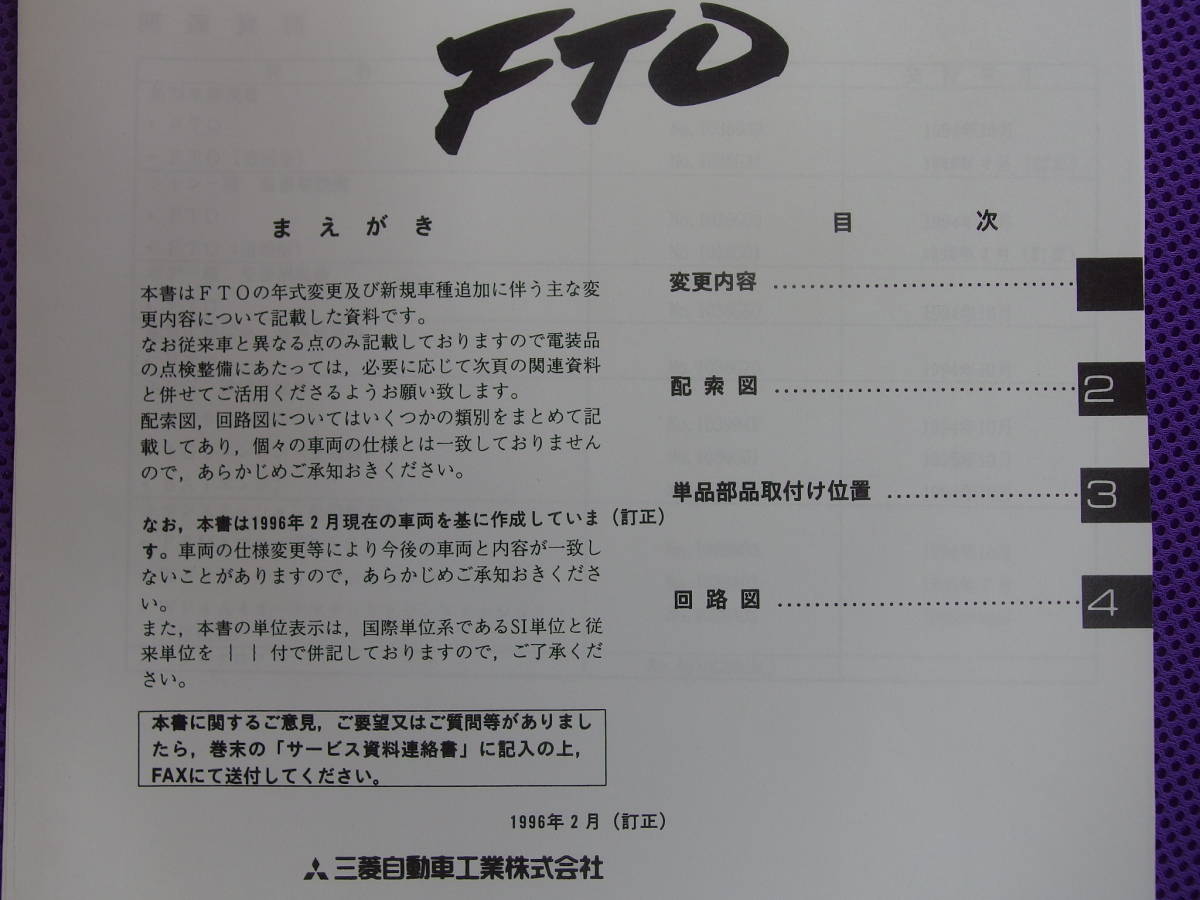 FTO
まえがき
本書はFTOの年式変更及び新規車種追加に伴う主な変
更内容について記載した資料です。
なお従来車と異なる点のみ記載しておりますので電装品
の点検整備にあたっては，必要に応じて次頁の関連資料
と併せてご活用くださるようお願い致します。
配索図，回路図についてはいくつかの類別をまとめて記
載してあり，個々の車両の仕様とは一致しておりません
ので，あらかじめご承知おきください。
なお，本書は1996年2月現在の車両を基に作成していま（訂正）
す。車両の仕様変更等により今後の車両と内容が一致し
ないことがありますので，あらかじめご承知おきくださ
い。
また，本書の単位表示は，国際単位系であるSI単位と従
来単位を｜｜付で併記しておりますので，ご了承くだ
さい。
本書に関するご意見，ご要望又はご質問等がありまし
たら，巻末の「サービス資料連絡書」に記入の上，
FAXにて送付してください。
1996年2月（訂正）
三菱自動車工業株式会社
目次
変更内容 ……………………………
配索図 …………………………… 2
単品部品取付け位置 ………………… 3
回路図 …………………………… 4